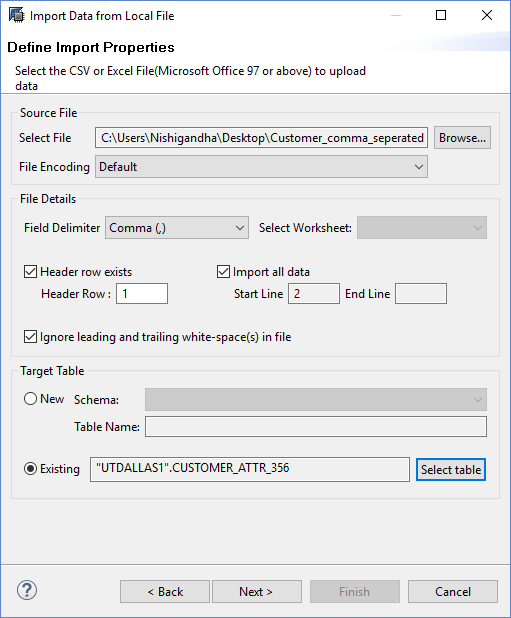 Import Data from Local File
Define Import Properties
Select the CSV or Excel File(Microsoft Office 97 or above) to upload
data
Source File
Select File C:\Users\Nishigandha\Desktop\Customer_comma_seperated Browse...
File Encoding Default
File Details
Field Delimiter Comma (,) Select Worksheet:
Header row exists Import all data
Header Row : 1 Start Line 2 End Line
Ignore leading and trailing white-space(s) in file
Target Table
New Schema:
Table Name:
Existing "UTDALLAS1".CUSTOMER_ATTR_356 Select table
? < Back Next > Finish Cancel